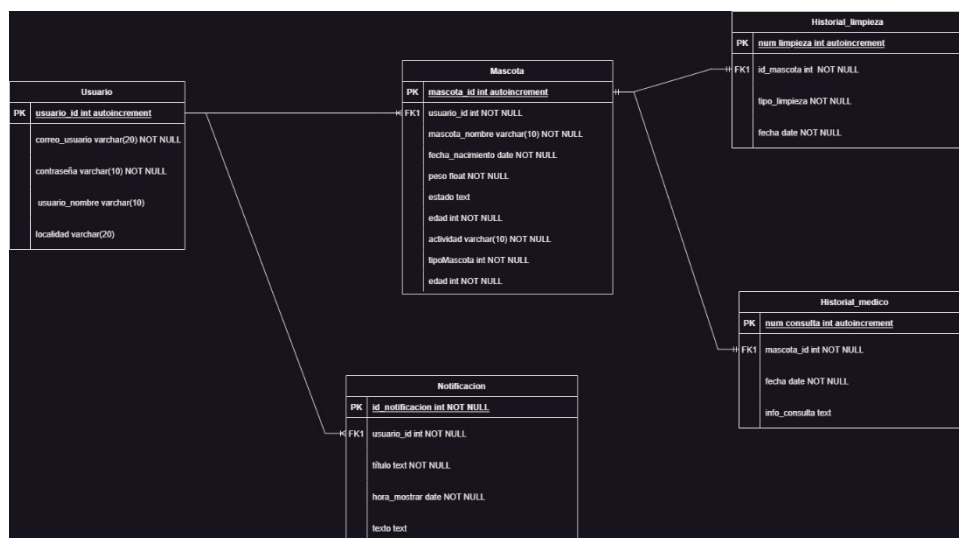 Usuario
PK usuario_id int autoincrement
correo_usuario varchar(20) NOT NULL
contraseña varchar(10) NOT NULL
usuario_nombre varchar(10)
localidad varchar(20)
Mascota
PK mascota_id int autoincrement
FK1 usuario_id int NOT NULL
mascota_nombre varchar(10) NOT NULL
fecha_nacimiento date NOT NULL
peso float NOT NULL
estado text
edad int NOT NULL
actividad varchar(10) NOT NULL
tipoMascota int NOT NULL
edad int NOT NULL
Historial_limpieza
PK num limpieza int autoincrement
FK1 id_mascota int NOT NULL
tipo_limpieza NOT NULL
fecha date NOT NULL
Historial_medico
PK num consulta int autoincrement
FK1 mascota_id int NOT NULL
fecha date NOT NULL
info_consulta text
Notificacion
PK id_notificacion int NOT NULL
FK1 usuario_id int NOT NULL
título text NOT NULL
hora_mostrar date NOT NULL
texto text